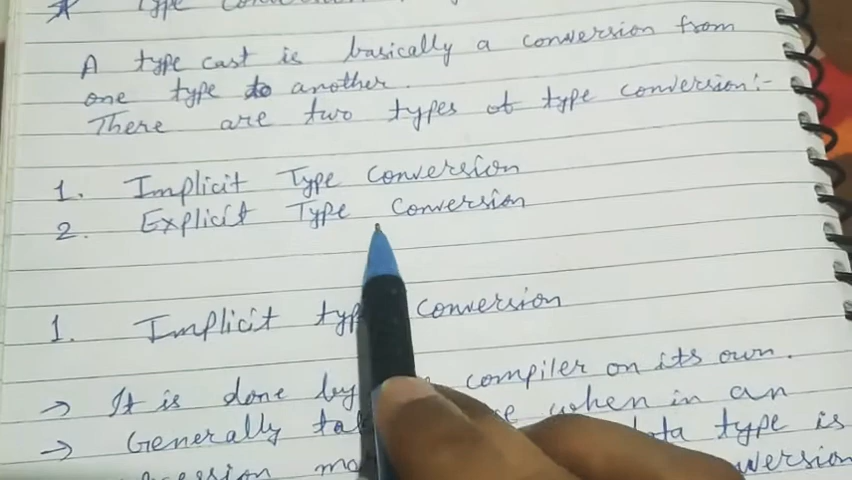 * Type
A type cast is basically a conversion from
one type to another.
There are two types of type conversion:-
1. Implicit Type Conversion
2. Explicit Type Conversion
1. Implicit type conversion
→ It is done by compiler on its own.
→ Generally when in an
data type is